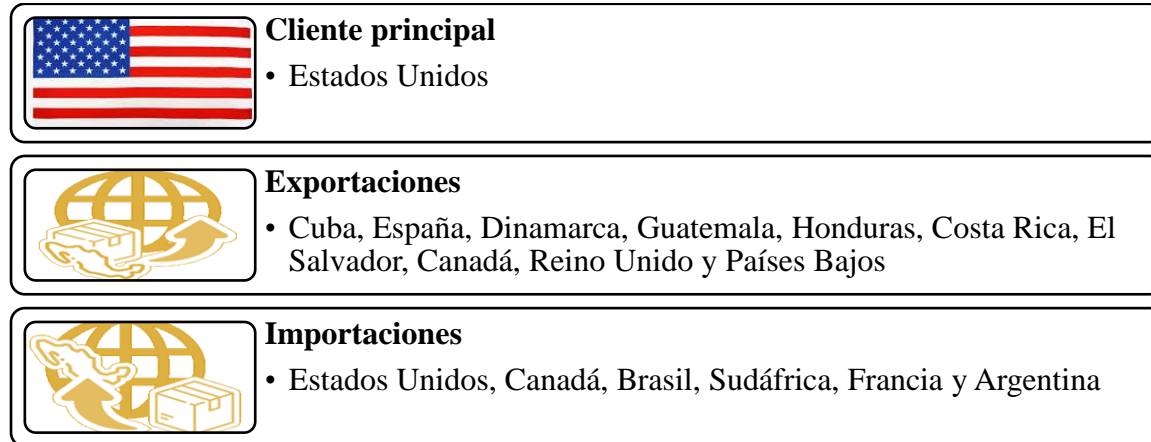 Cliente principal
• Estados Unidos
Exportaciones
• Cuba, España, Dinamarca, Guatemala, Honduras, Costa Rica, El
Salvador, Canadá, Reino Unido y Países Bajos
Importaciones
• Estados Unidos, Canadá, Brasil, Sudáfrica, Francia y Argentina